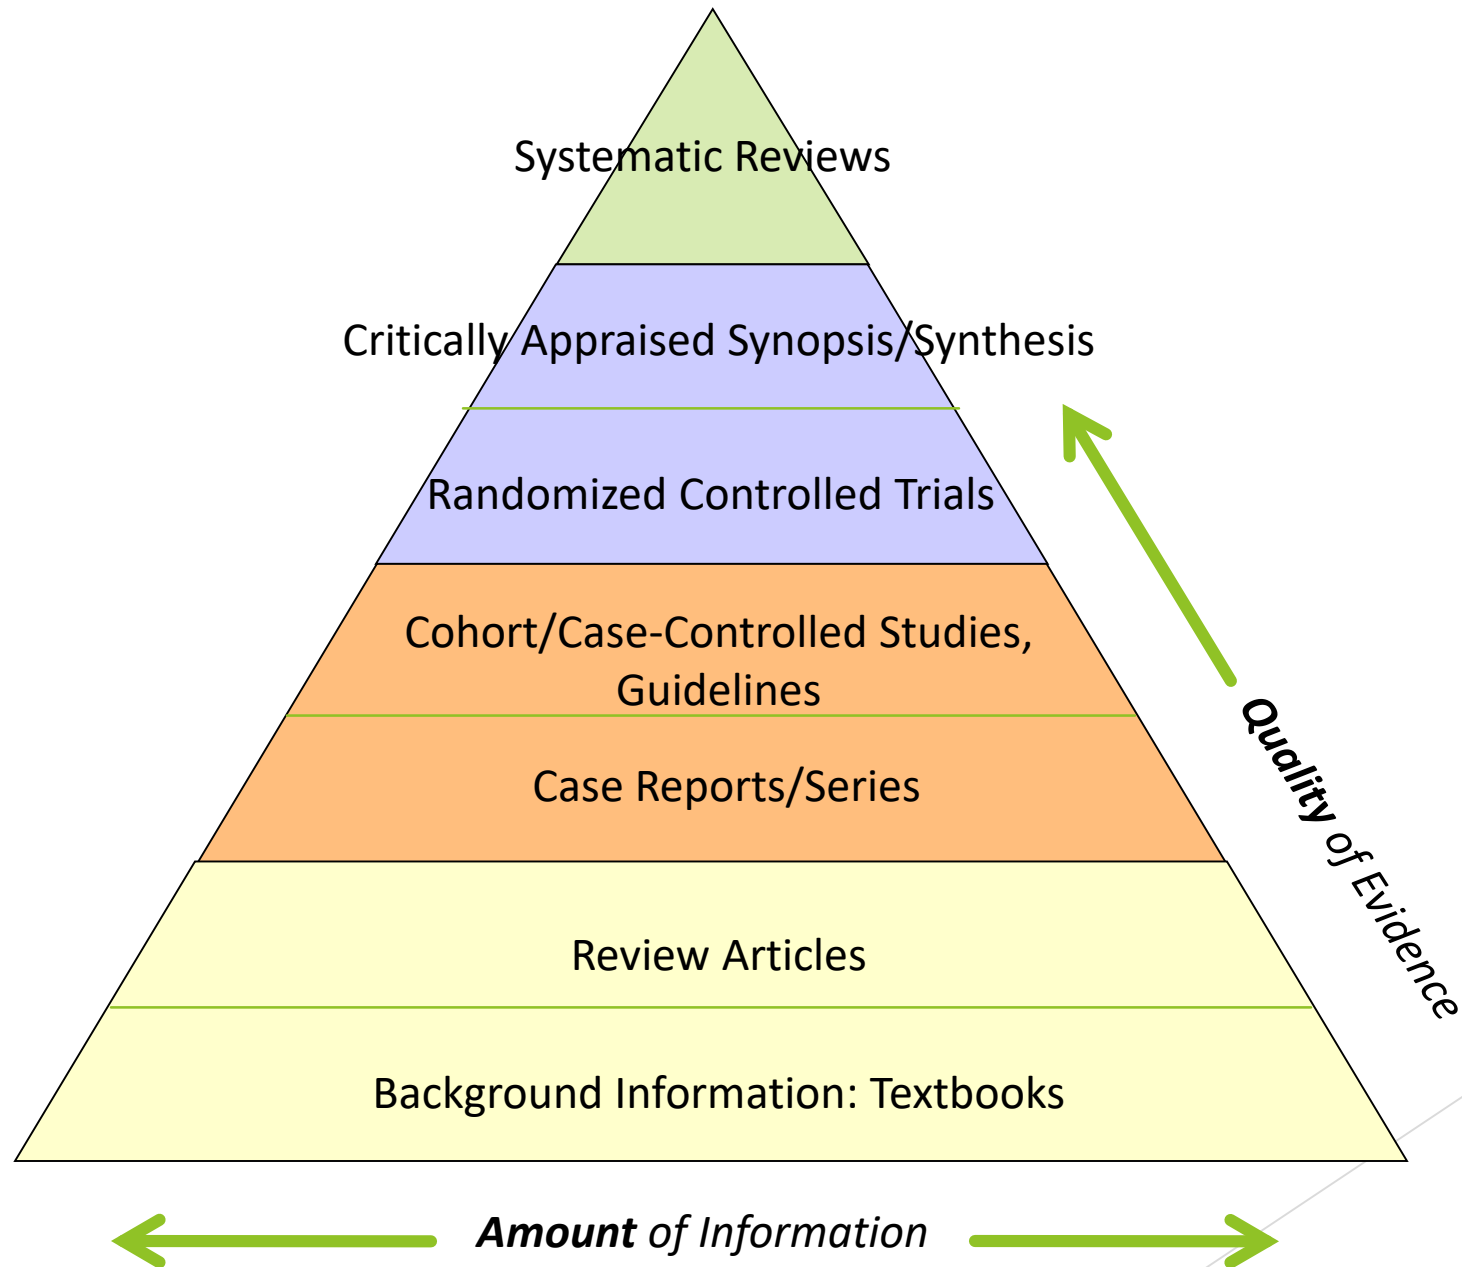 Systematic Reviews
Critically Appraised Synopsis/Synthesis
Randomized Controlled Trials
Cohort/Case-Controlled Studies,
Guidelines
Case Reports/Series
Quality of Evidence
Review Articles
Background Information: Textbooks
Amount of Information